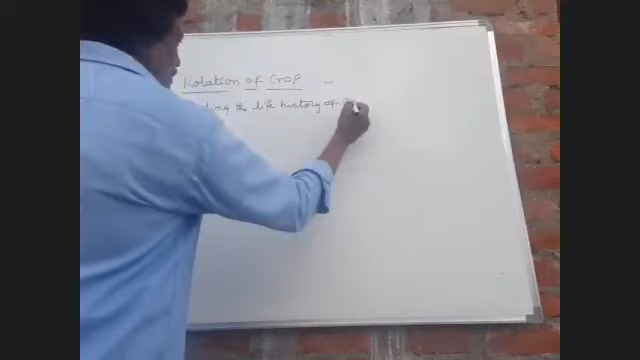 Rotation of Crop -
the life history of